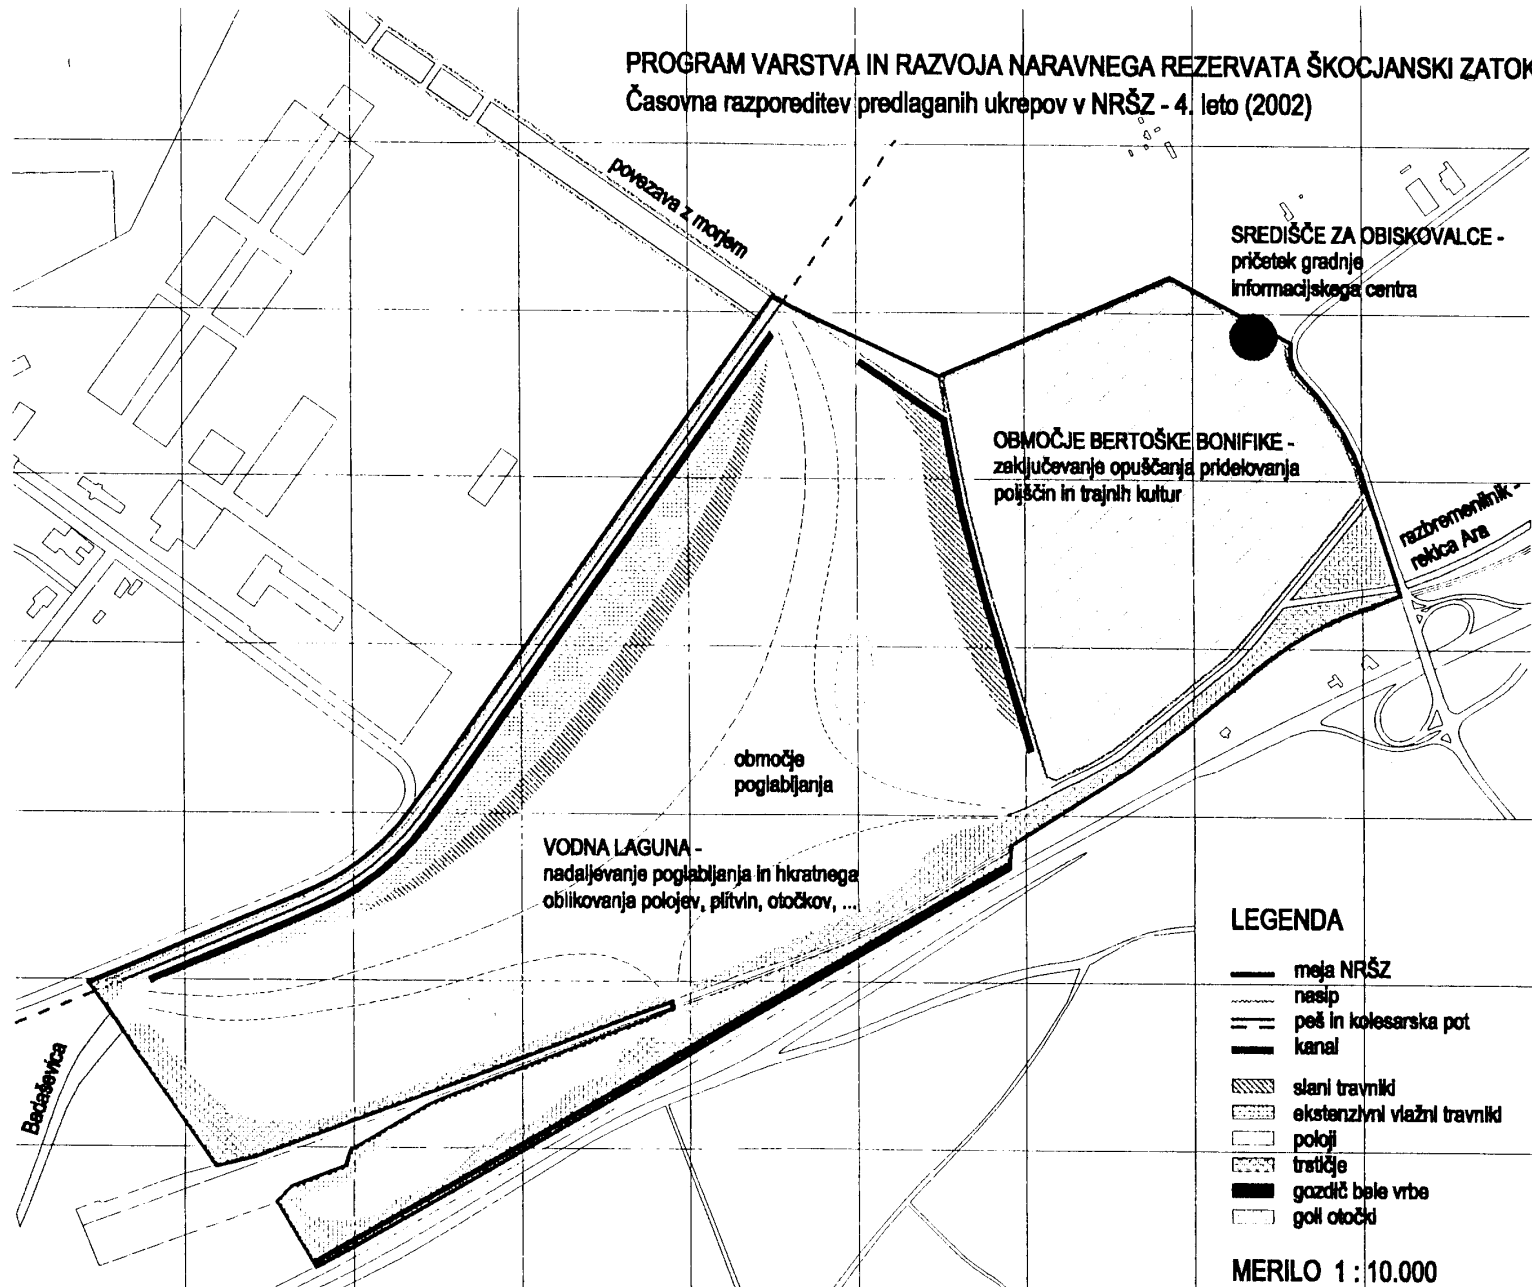 PROGRAM VARSTVA IN RAZVOJA NARAVNEGA REZERVATA ŠKOCJANSKI ZATOK
Časovna razporeditev predlaganih ukrepov v NRŠZ - 4. leto (2002)
povezava z morjem
SREDIŠČE ZA OBISKOVALCE -
pričetek gradnje
informacijskega centra
OBMOČJE BERTOŠKE BONIFIKE -
zaključevanje opuščanja pridelovanja
poljščin in trajnih kultur
razbremenilnik -
rekica Ara
območje
poglabljanja
VODNA LAGUNA -
nadaljevanje poglabljanja in hkratnega
oblikovanja polojev, plitvin, otočkov, ...
Badaševica
LEGENDA
meja NRŠZ
nasip
peš in kolesarska pot
kanal
slani travniki
ekstenzivni vlažni travniki
poloji
trstičje
gozdič bele vrbe
goli otočki
MERILO 1 : 10.000